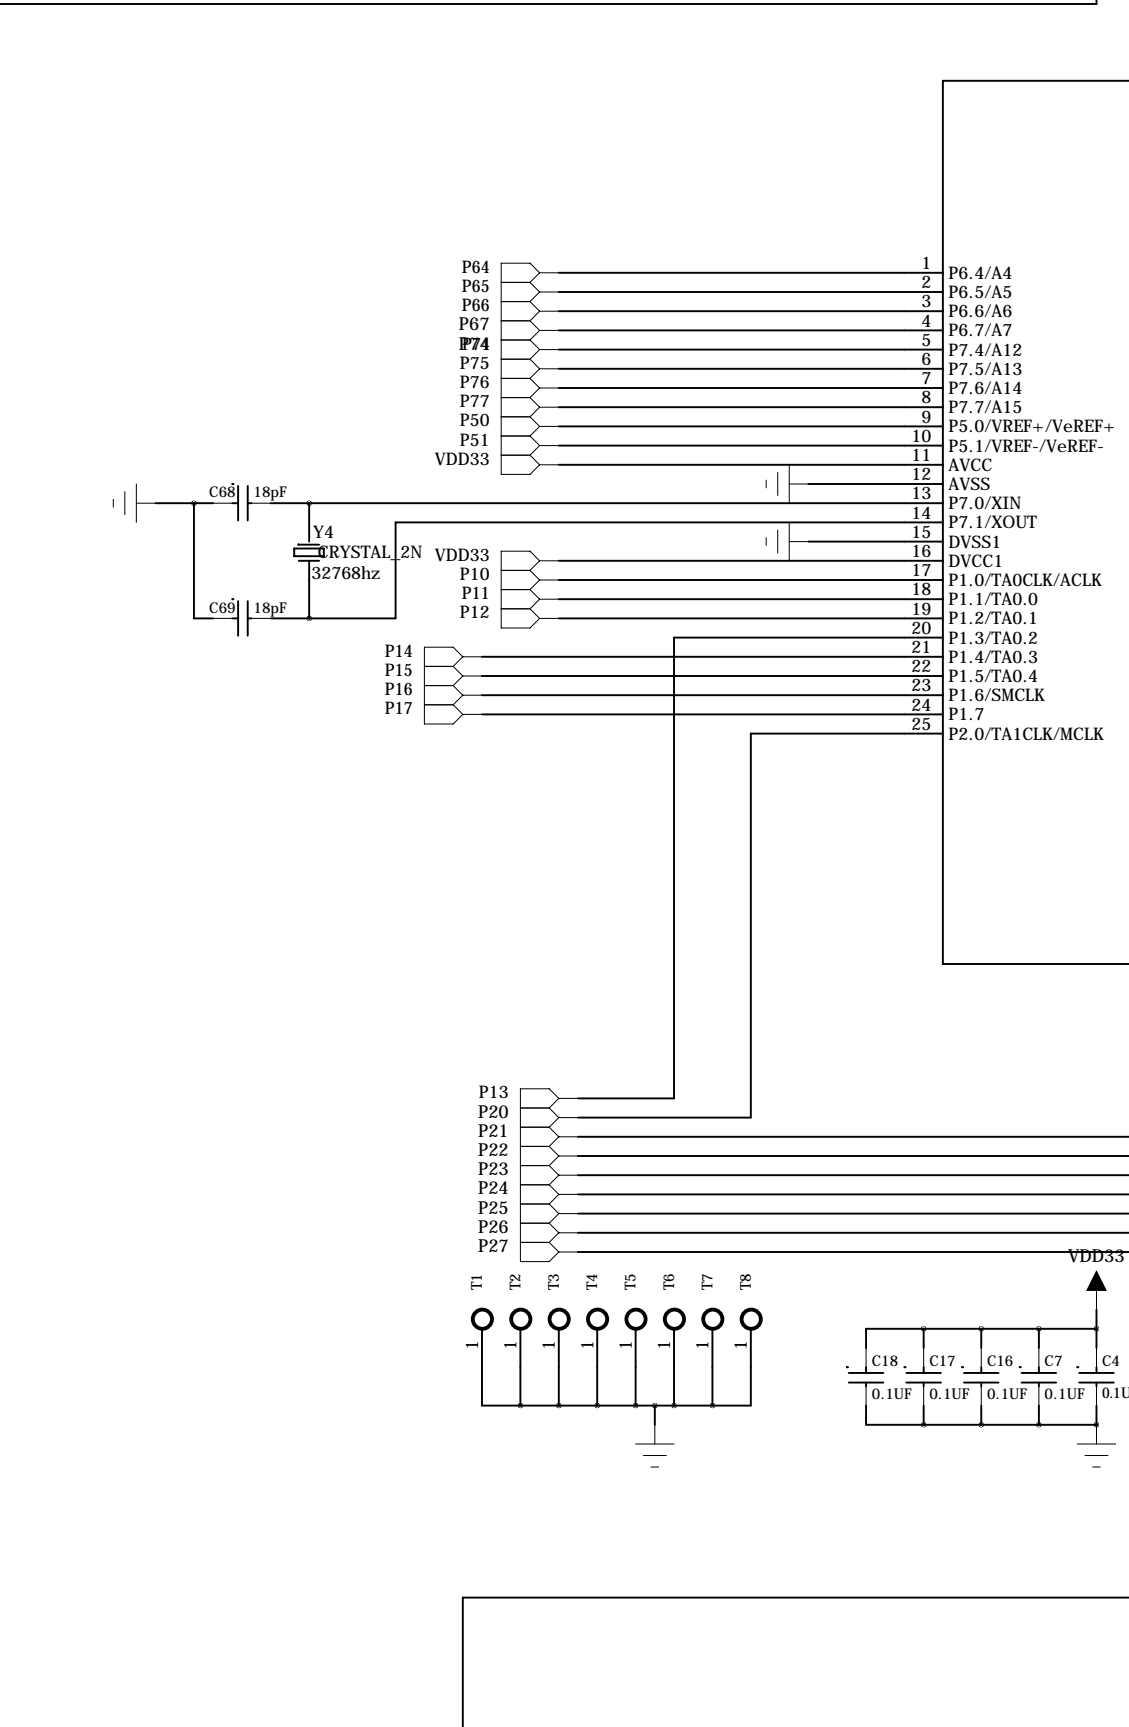 P64
P65
P66
P67
P74
P75
P76
P77
P50
P51
VDD33
1
2
3
4
5
6
7
8
9
10
11
12
13
14
15
16
17
18
19
20
21
22
23
24
25
P6.4/A4
P6.5/A5
P6.6/A6
P6.7/A7
P7.4/A12
P7.5/A13
P7.6/A14
P7.7/A15
P5.0/VREF+/VeREF+
P5.1/VREF-/VeREF-
AVCC
AVSS
P7.0/XIN
P7.1/XOUT
DVSS1
DVCC1
P1.0/TA0CLK/ACLK
P1.1/TA0.0
P1.2/TA0.1
P1.3/TA0.2
P1.4/TA0.3
P1.5/TA0.4
P1.6/SMCLK
P1.7
P2.0/TA1CLK/MCLK
C68 18pF
Y4
CRYSTAL_2N
32768hz
C69 18pF
VDD33
P10
P11
P12
P14
P15
P16
P17
P13
P20
P21
P22
P23
P24
P25
P26
P27
T1 T2 T3 T4 T5 T6 T7 T8
1 1 1 1 1 1 1 1
VDD33
C18 C17 C16 C7 C4
0.1UF 0.1UF 0.1UF 0.1UF 0.1U